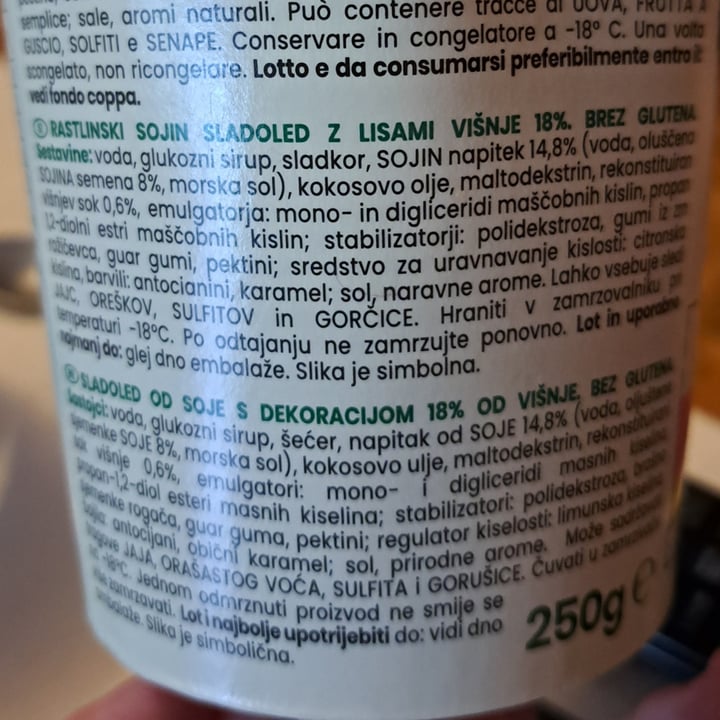 semplice; sale, aromi naturali. Può contenere tracce di UOVA, FRUTTA A
GUSCIO, SOLFITI e SENAPE. Conservare in congelatore a -18° C. Una volta
scongelato, non ricongelare. Lotto e da consumarsi preferibilmente entro il:
vedi fondo coppa.
RASTLINSKI SOJIN SLADOLED Z LISAMI VIŠNJE 18%. BREZ GLUTENA.
Sestavine: voda, glukozni sirup, sladkor, SOJIN napitek 14,8% (voda, oluščena
SOJINA semena 8%, morska sol), kokosovo olje, maltodekstrin, rekonstituiran
višnjev sok 0,6%, emulgatorja: mono- in digliceridi maščobnih kislin, propan
1,2-diolni estri maščobnih kislin; stabilizatorji: polidekstroza, gumi iz zrn
rožičevca, guar gumi, pektini; sredstvo za uravnavanje kislosti: citronska
kislina, barvili: antocianini, karamel; sol, naravne arome. Lahko vsebuje sledi
JAJC, OREŠKOV, SULFITOV in GORČICE. Hraniti v zamrzovalniku pri
temperaturi -18°C. Po odtajanju ne zamrzujte ponovno. Lot in uporabno
najmanj do: glej dno embalaže. Slika je simbolna.
SLADOLED OD SOJE S DEKORACIJOM 18% OD VIŠNJE, BEZ GLUTENA.
Sastojci: voda, glukozni sirup, šećer, napitak od SOJE 14,8% (voda, oljuštene
sjemenke SOJE 8%, morska sol), kokosovo ulje, maltodekstrin, rekonstituirani
sok višnje 0,6%, emulgatori: mono- i digliceridi masnih kiselina,
propan-1,2-diol esteri masnih kiselina; stabilizatori: polidekstroza, brašno
sjemenke rogača, guar guma, pektini; regulator kiselosti: limunska kiselina,
boja: antocijani, obični karamel; sol, prirodne arome. Može sadržavati
tragove JAJA, ORAŠASTOG VOĆA, SULFITA i GORUŠICE. Čuvati u zamrzivaču
na -18°C. Jednom odmrznuti proizvod ne smije se
zamrzavati. Lot i najbolje upotrijebiti do: vidi dno
ambalaže. Slika je simbolična.
250g e